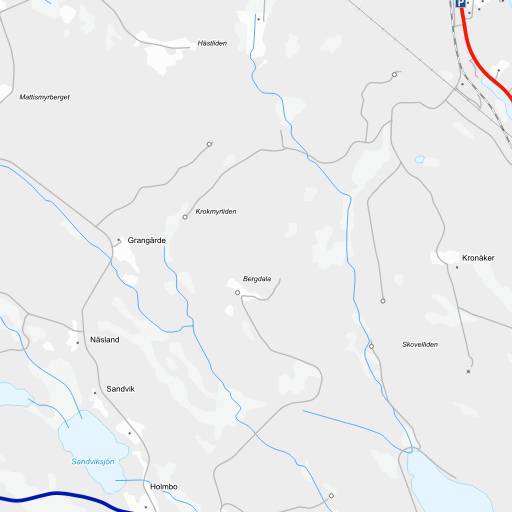 P
Hästliden
Mattismyrberget
Krokmyrliden
Grangärde
Kronåker
Bergdala
Näsland
Skovelliden
Sandvik
Sandviksjön
Holmbo